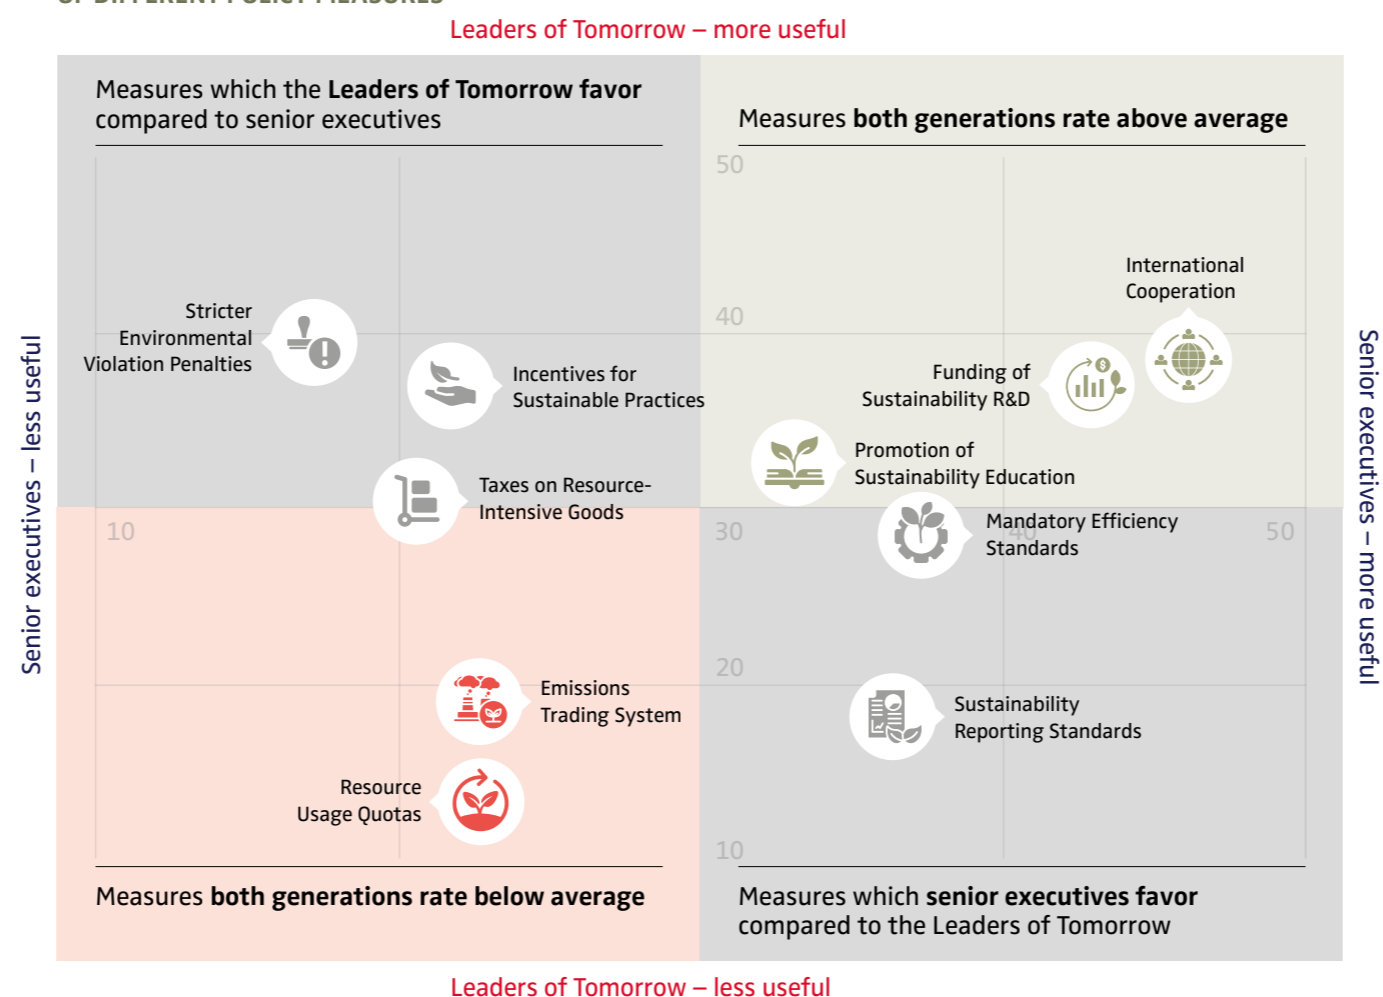 OF DIFFERENT POLICY MEASURES
Leaders of Tomorrow – more useful
Measures which the Leaders of Tomorrow favor
compared to senior executives
Measures both generations rate above average
50
International
Cooperation
Stricter
Environmental
Violation Penalties
40
Incentives for
Sustainable Practices
Funding of
Sustainability R&D
Promotion of
Sustainability Education
Taxes on Resource-
Intensive Goods
Mandatory Efficiency
Standards
10
30
40
50
Senior executives – less useful
Senior executives – more useful
20
Emissions
Trading System
Sustainability
Reporting Standards
Resource
Usage Quotas
10
Measures both generations rate below average
Measures which senior executives favor
compared to the Leaders of Tomorrow
Leaders of Tomorrow – less useful